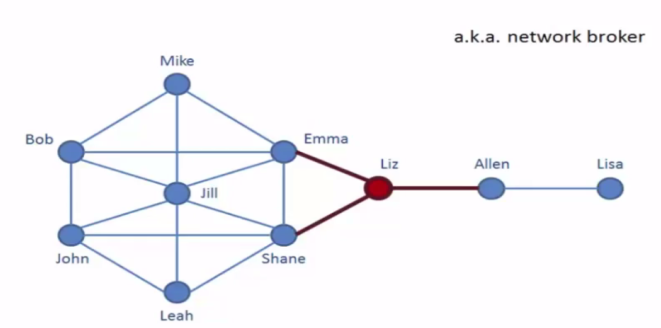 a.k.a. network broker
Mike
Bob
Emma
Liz
Allen
Lisa
Jill
John
Shane
Leah